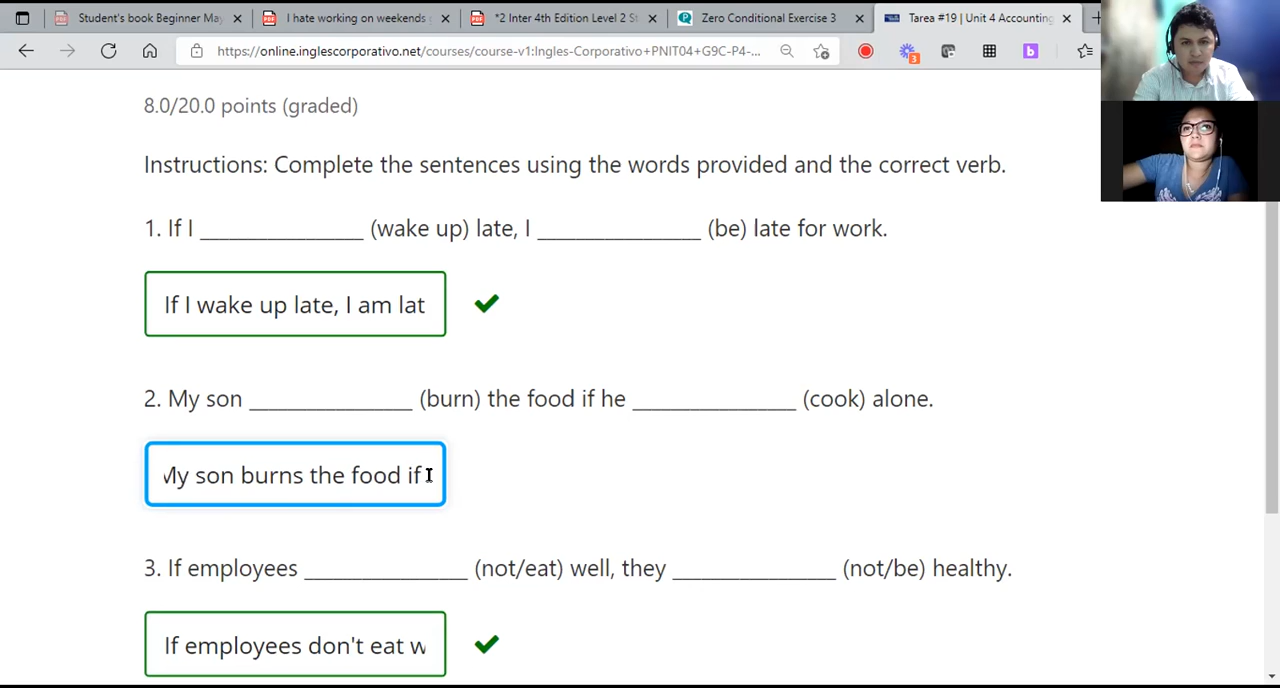 Student's book Beginner May
I hate working on weekends
*2 Inter 4th Edition Level 2 St
Zero Conditional Exercise 3
Tarea #19 | Unit 4 Accounting
https://online.inglescorporativo.net/courses/course-v1:Ingles-Corporativo+PNIT04+G9C-P4-...
3
b
8.0/20.0 points (graded)
Instructions: Complete the sentences using the words provided and the correct verb.
1. If I _______________ (wake up) late, I _______________ (be) late for work.
If I wake up late, I am lat
2. My son _______________ (burn) the food if he _______________ (cook) alone.
My son burns the food if
3. If employees _______________ (not/eat) well, they _______________ (not/be) healthy.
If employees don't eat w